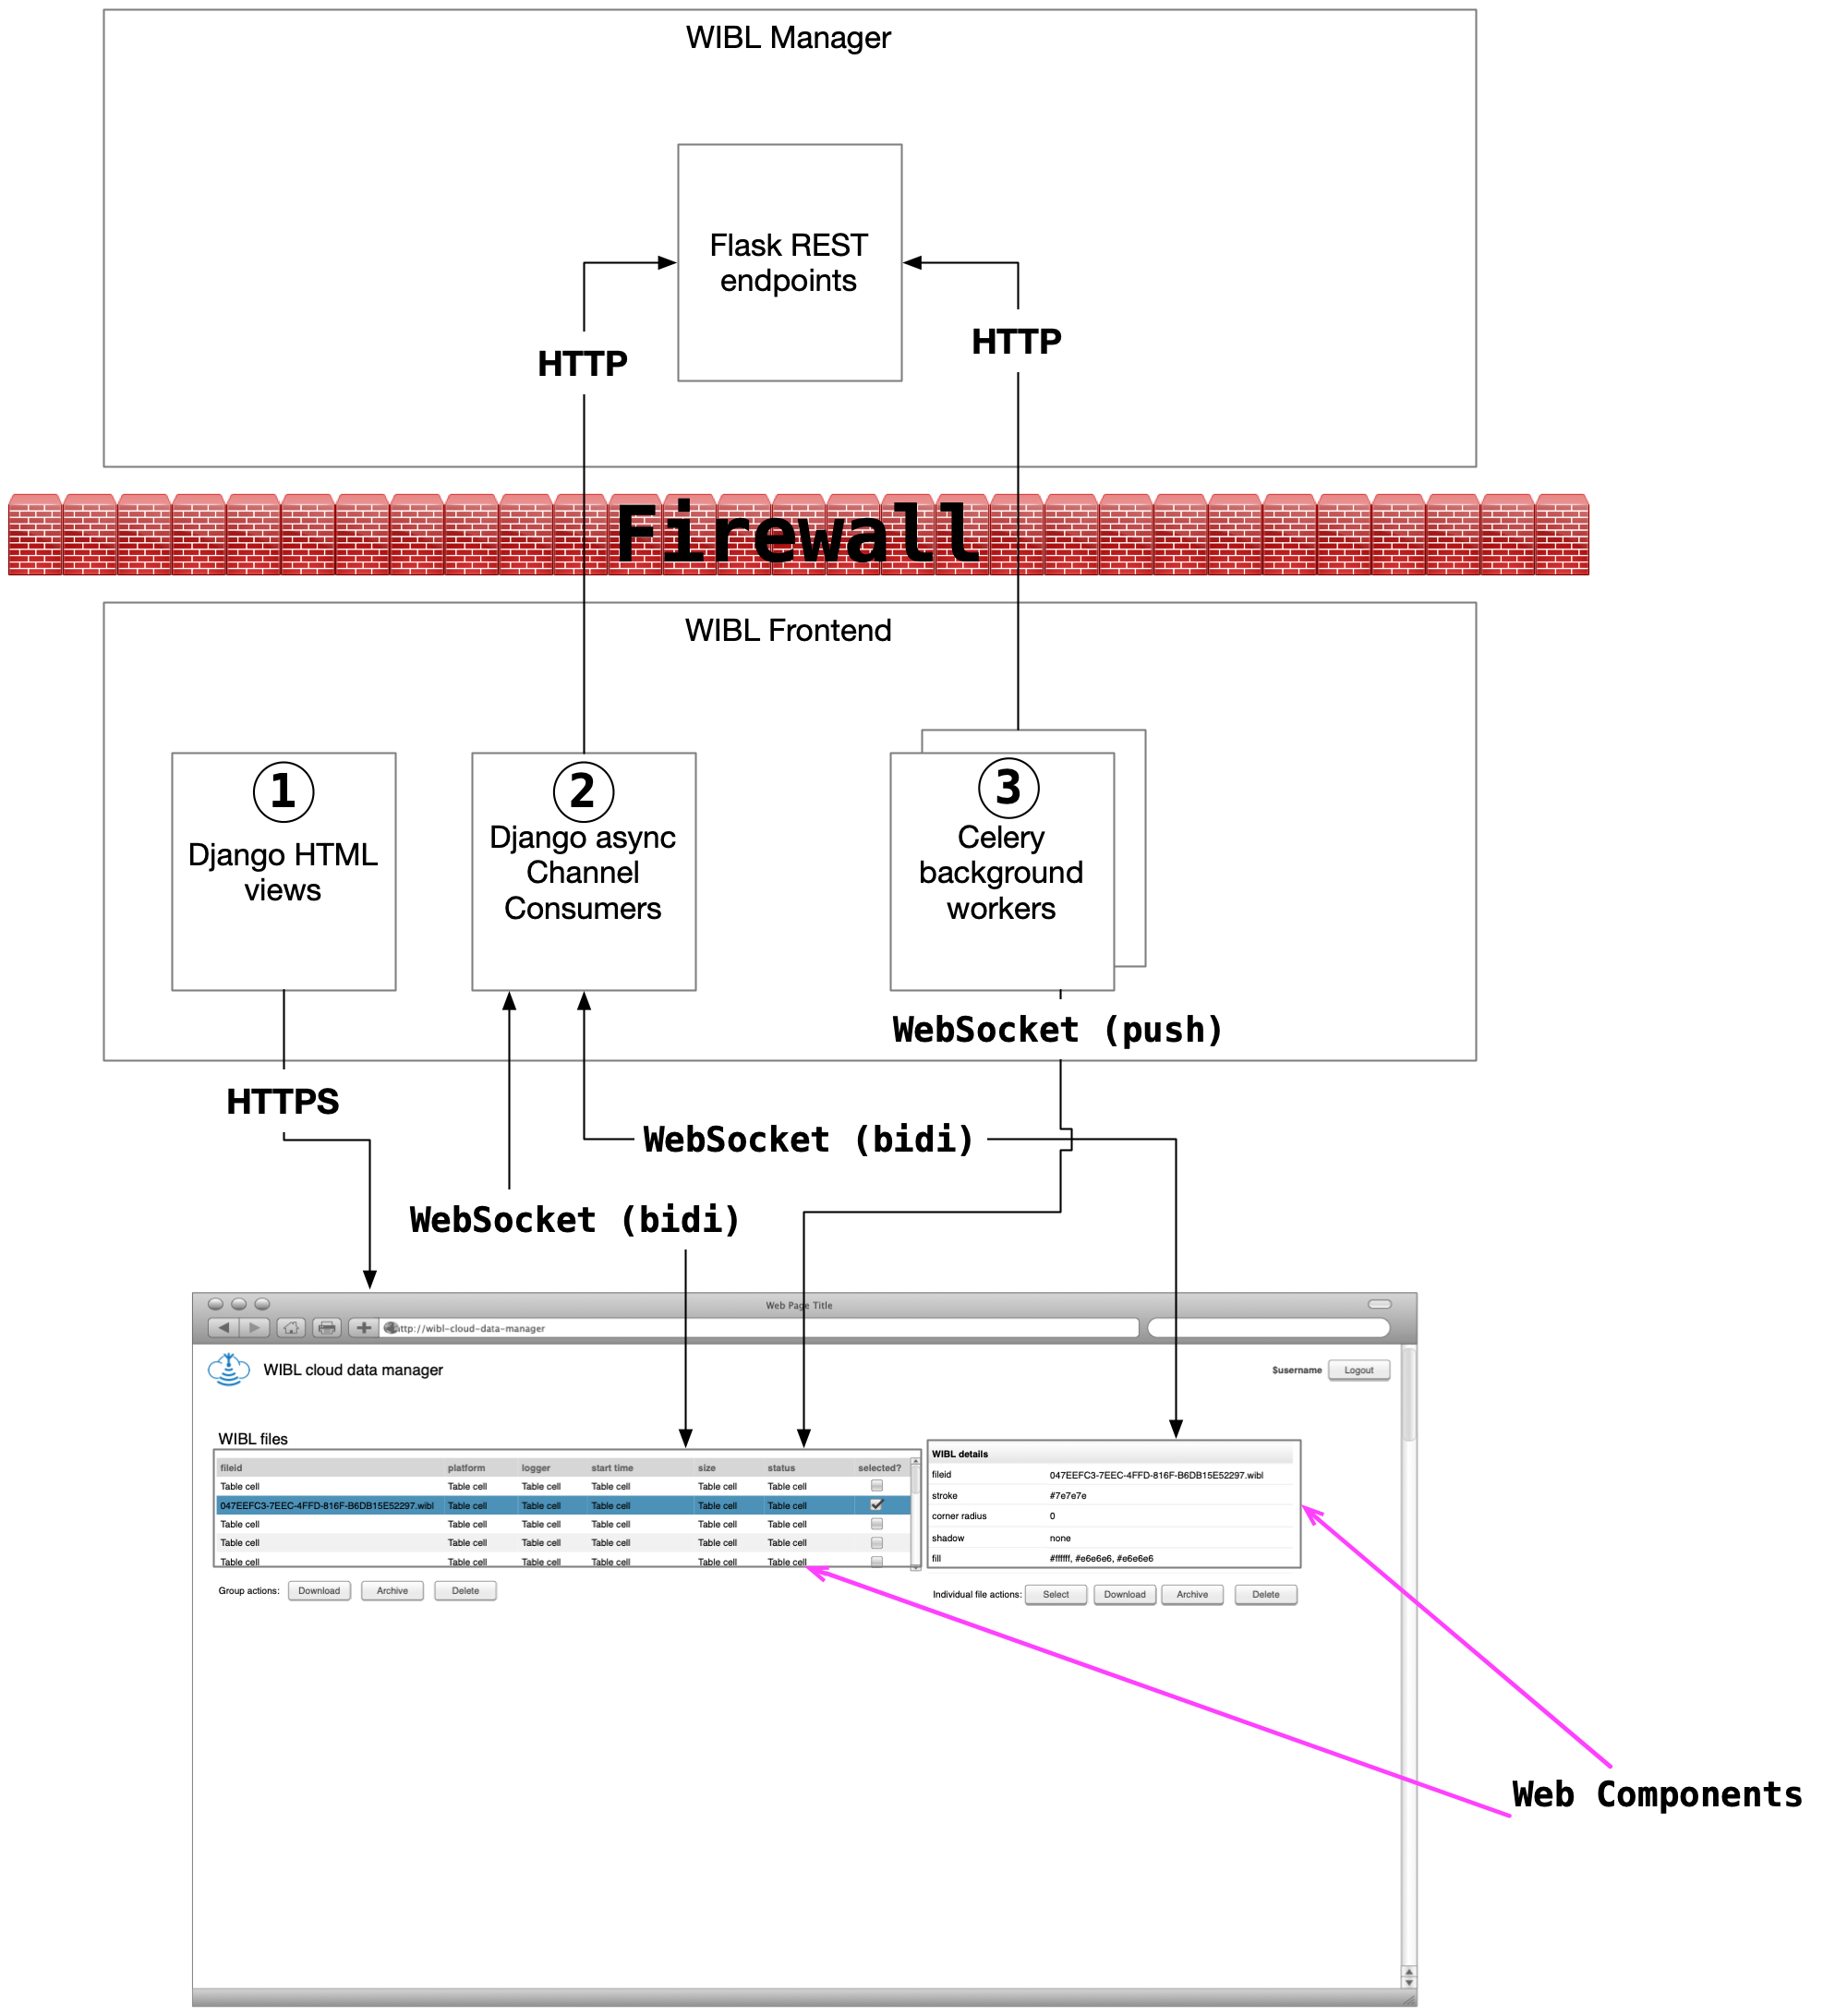 WIBL Manager
Flask REST
endpoints
HTTP
HTTP
Firewall
WIBL Frontend
1
Django HTML
views
2
Django async
Channel
Consumers
3
Celery
background
workers
WebSocket (push)
HTTPS
WebSocket (bidi)
WebSocket (bidi)
Web Page Title
http://wibl-cloud-data-manager
WIBL cloud data manager
$username Logout
WIBL files
fileid platform logger start time size status selected?
Table cell Table cell Table cell Table cell Table cell Table cell
047EEFC3-7EEC-4FFD-816F-B6DB15E52297.wibl Table cell Table cell Table cell Table cell Table cell
Table cell Table cell Table cell Table cell Table cell Table cell
Table cell Table cell Table cell Table cell Table cell Table cell
Table cell Table cell Table cell Table cell Table cell Table cell
Group actions: Download Archive Delete
WIBL details
fileid 047EEFC3-7EEC-4FFD-816F-B6DB15E52297.wibl
stroke #7e7e7e
corner radius 0
shadow none
fill #ffffff, #e6e6e6, #e6e6e6
Individual file actions: Select Download Archive Delete
Web Components